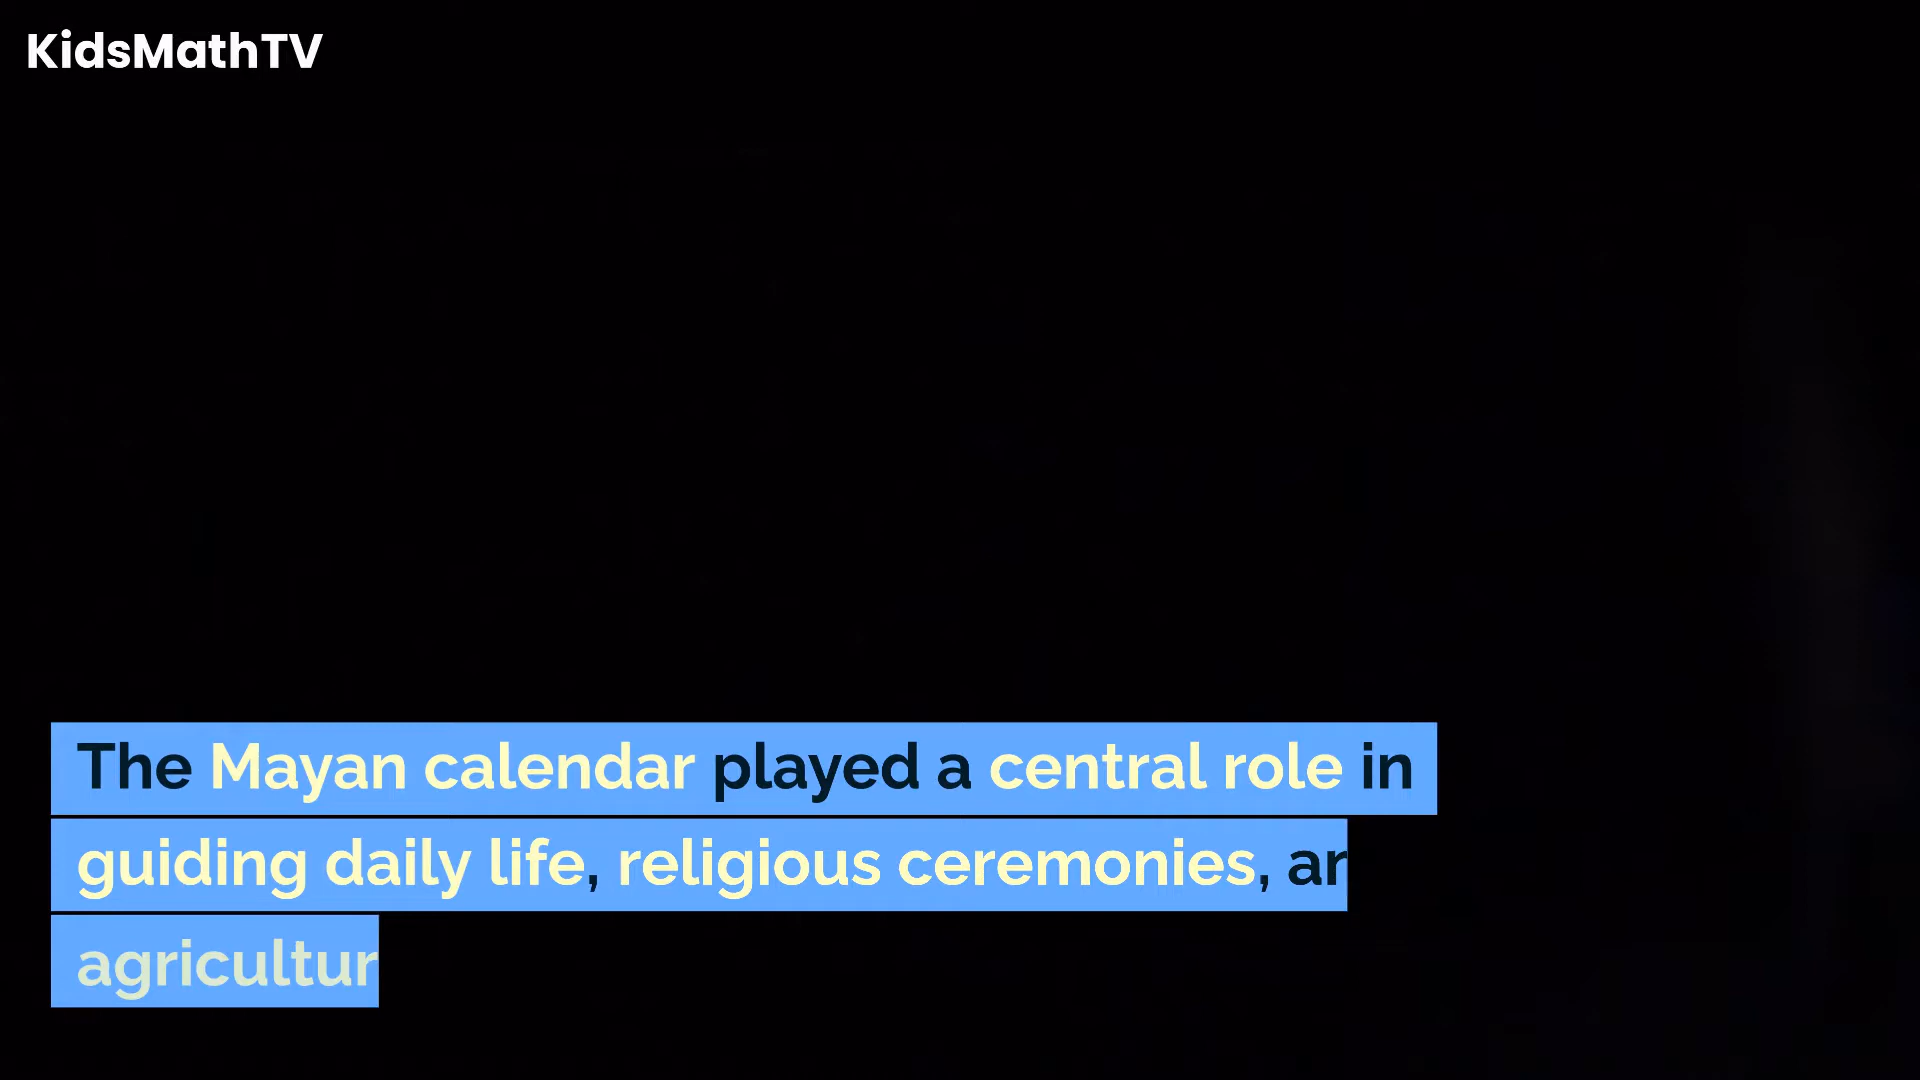 KidsMathTV
The Mayan calendar played a central role in
guiding daily life, religious ceremonies, ar
agricultur